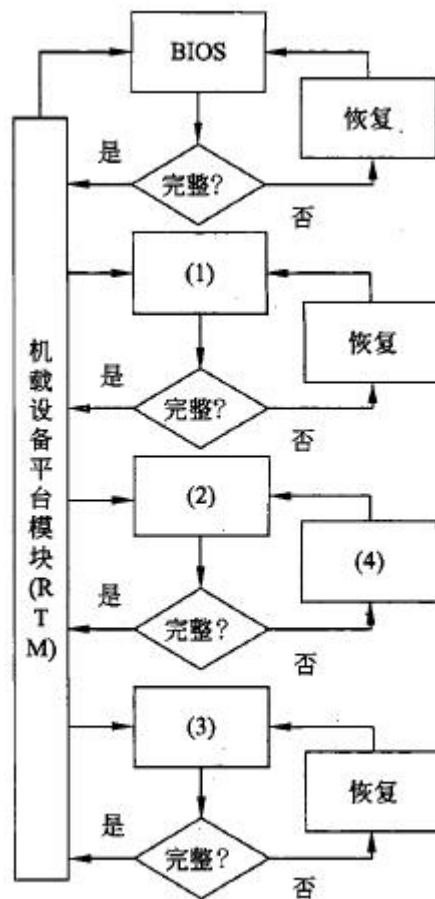 BIOS
恢复
是
完整?
否
(1)
恢复
是
完整?
否
机载设备平台模块(RTM)
(2)
(4)
是
完整?
否
(3)
恢复
是
完整?
否